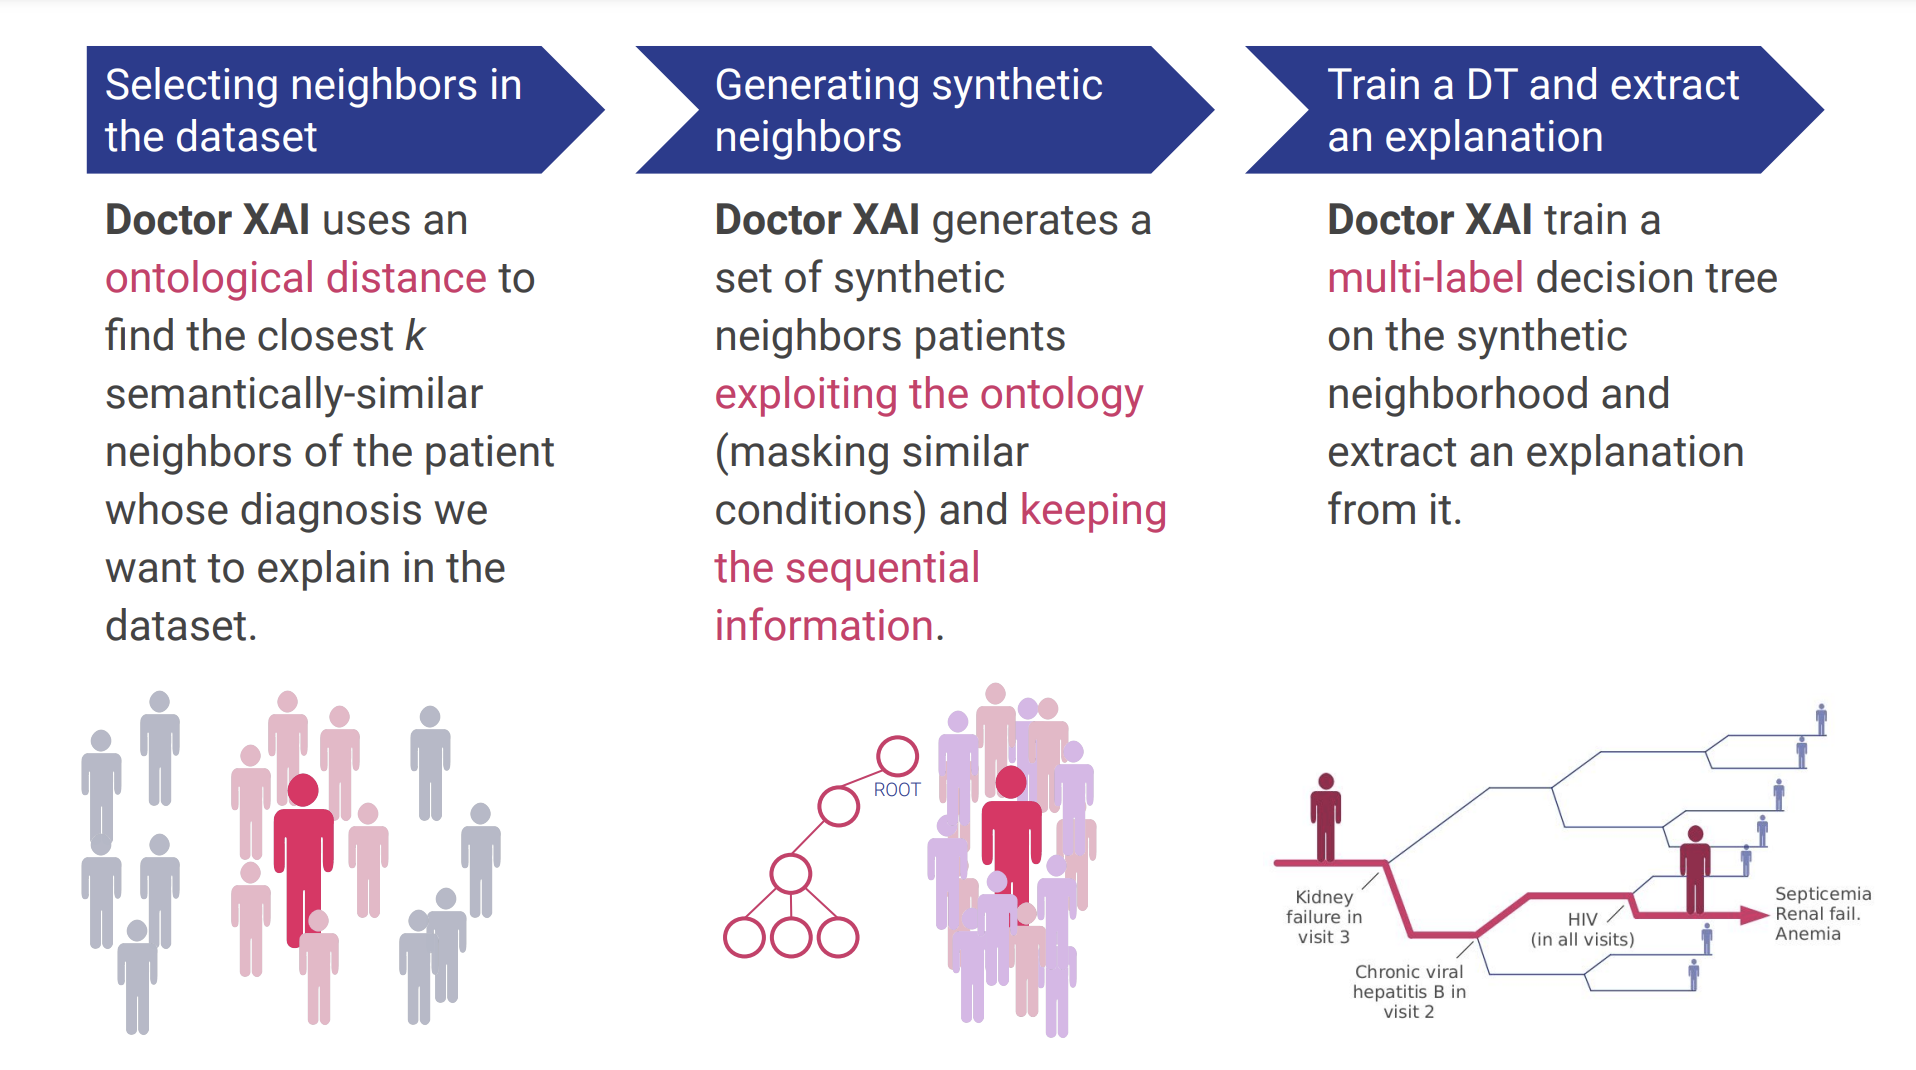 Selecting neighbors in
the dataset
Doctor XAI uses an
ontological distance to
find the closest k
semantically-similar
neighbors of the patient
whose diagnosis we
want to explain in the
dataset.
Generating synthetic
neighbors
Doctor XAI generates a
set of synthetic
neighbors patients
exploiting the ontology
(masking similar
conditions) and keeping
the sequential
information.
ROOT
Train a DT and extract
an explanation
Doctor XAI train a
multi-label decision tree
on the synthetic
neighborhood and
extract an explanation
from it.
Kidney
failure in
visit 3
Chronic viral
hepatitis B in
visit 2
HIV
(in all visits)
Septicemia
Renal fail.
Anemia